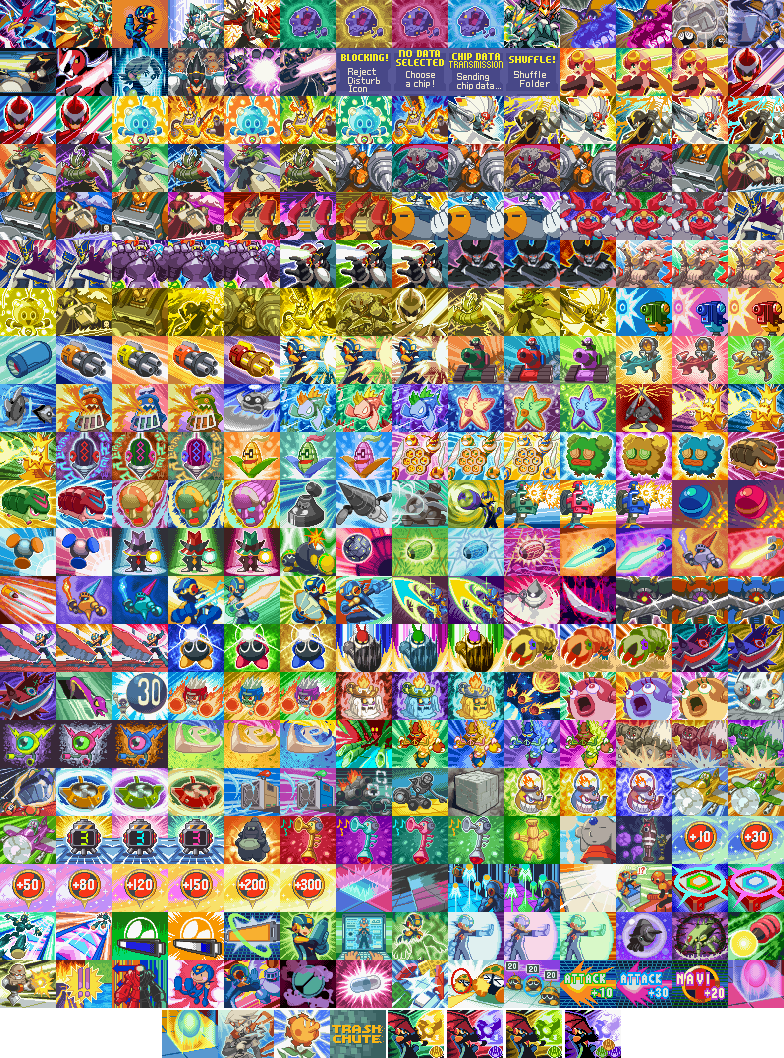 BLOCKING!
Reject
Disturb
Icon
NO DATA
SELECTED
Choose
a chip!
CHIP DATA
TRANSMISSION
Sending
chip data...
SHUFFLE!
Shuffle
Folder
30
+10
+30
+50
+80
+120
+150
+200
+300
!?
!!
20
20
20
ATTACK
+10
ATTACK
+30
NAVI
+20
TRASH
CHUTE